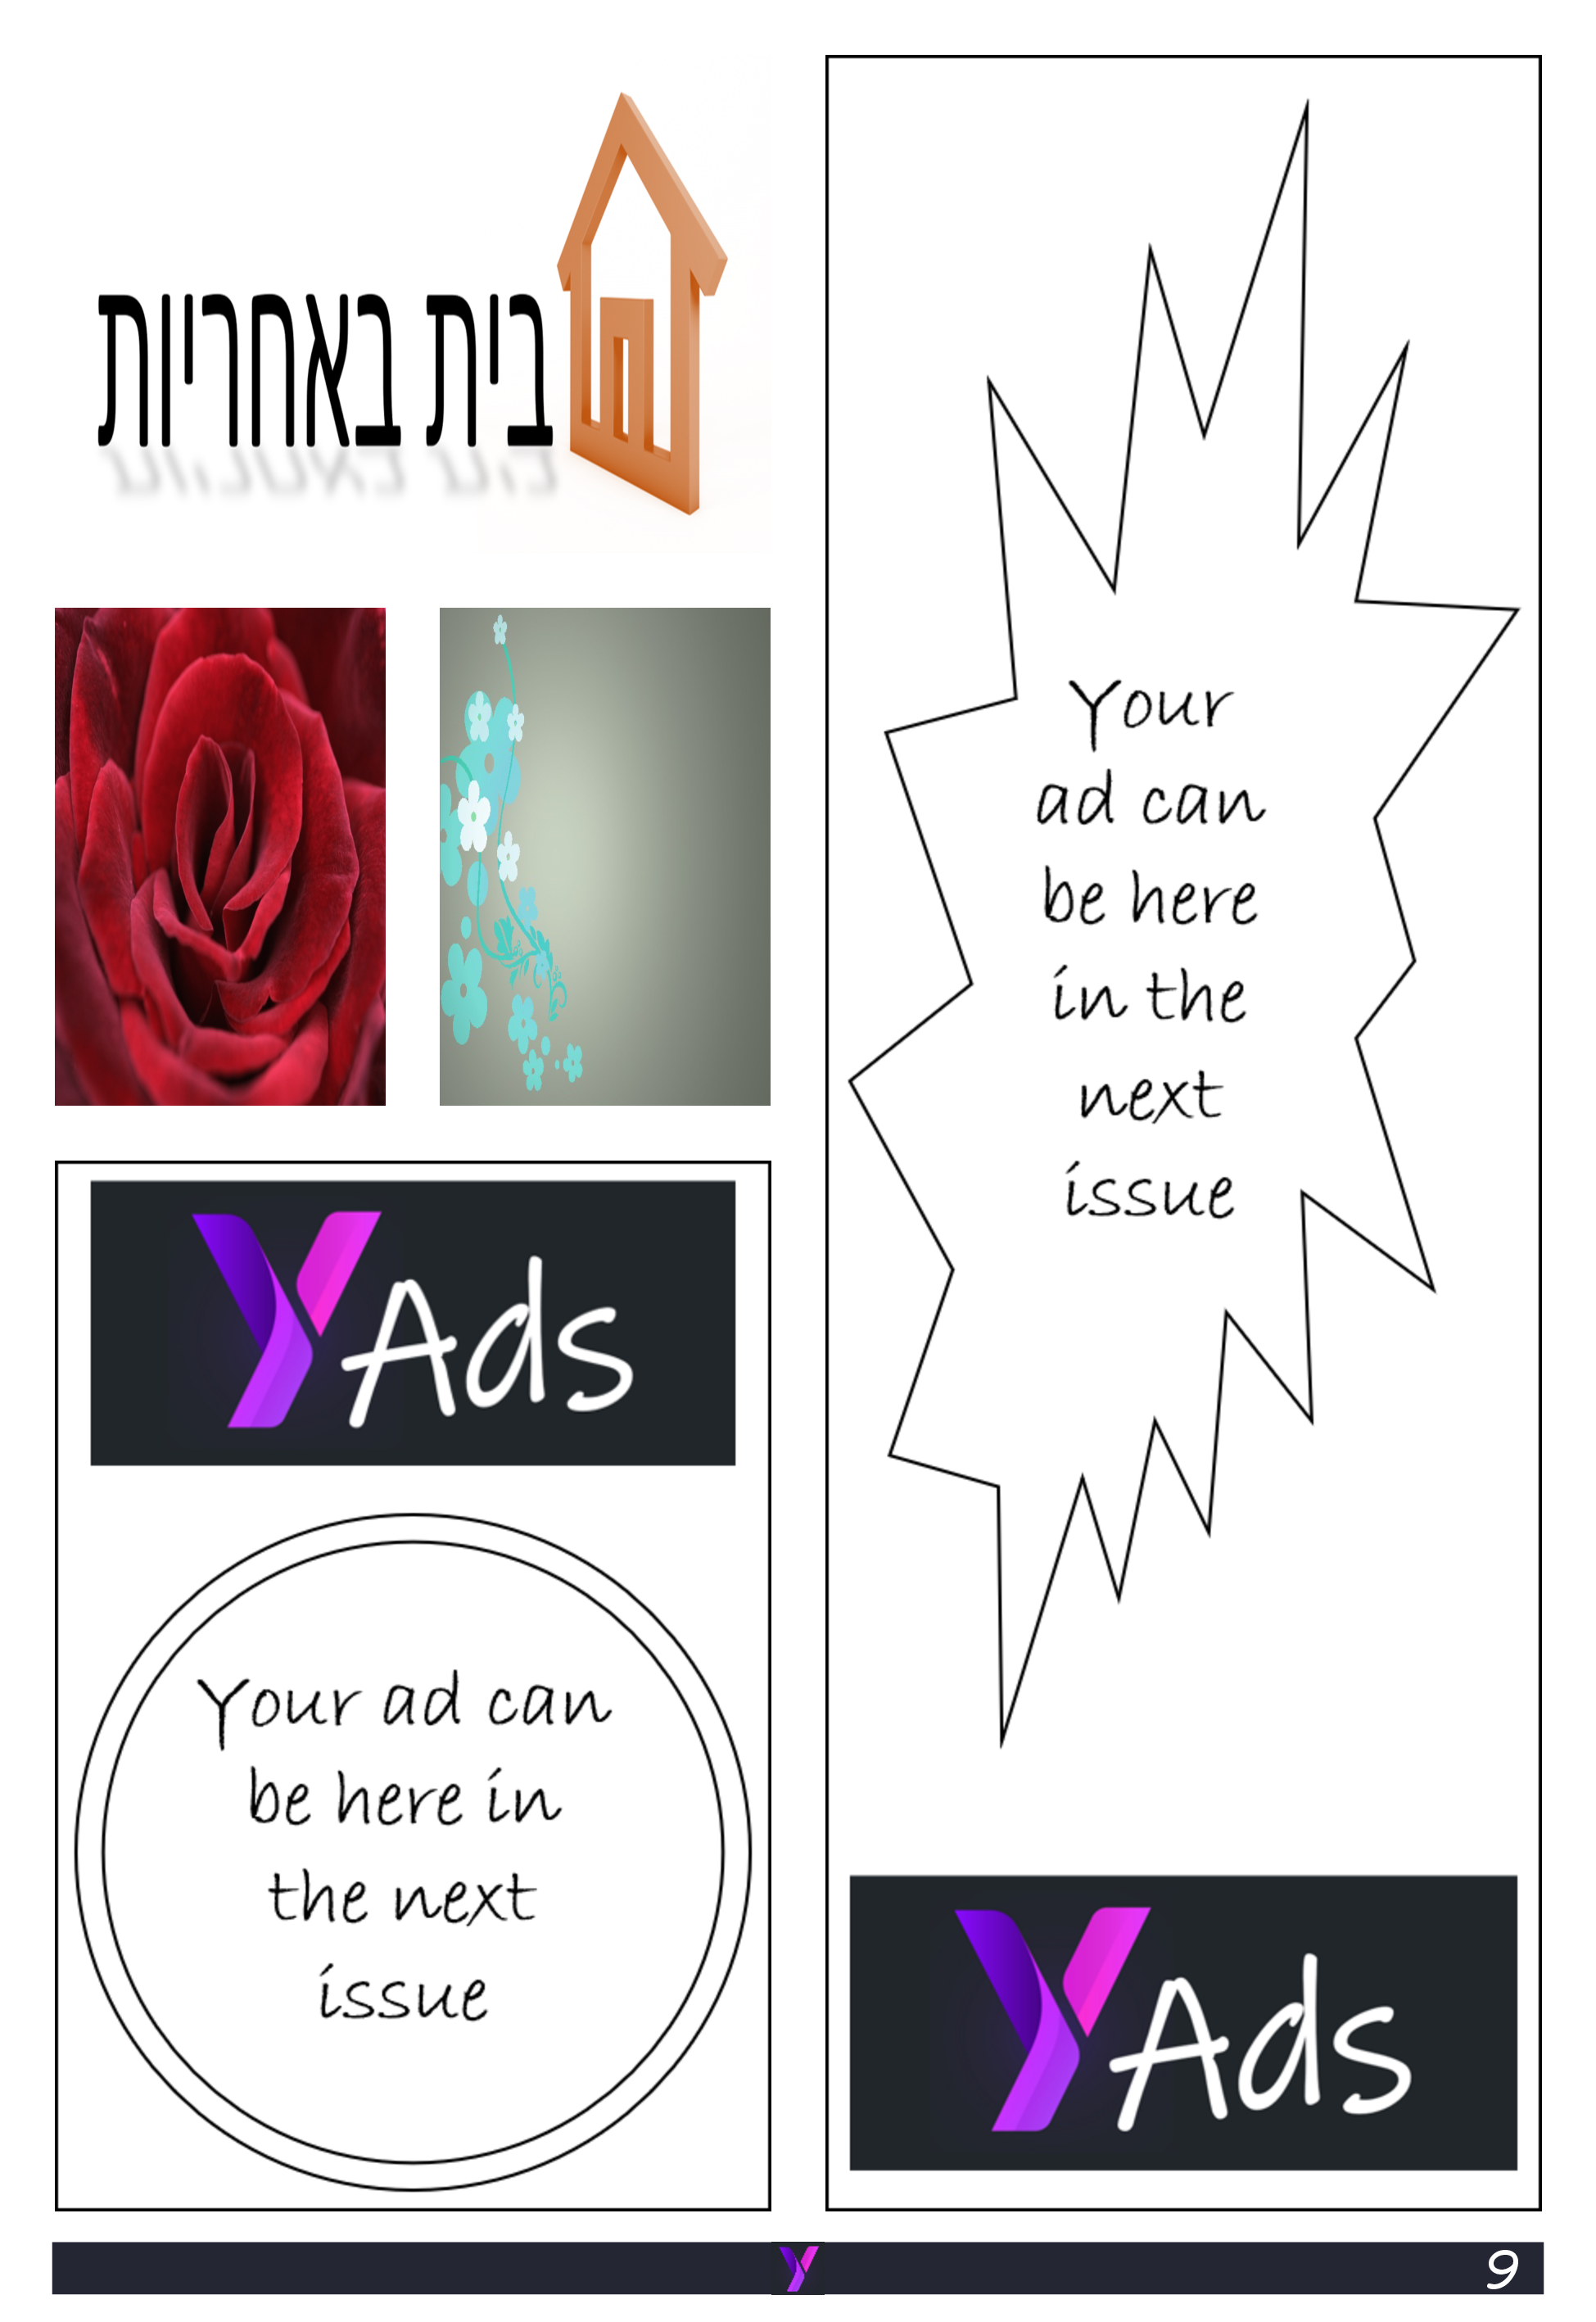 בית באחריות
YAds
Your ad can
be here in
the next
issue
Your
ad can
be here
in the
next
issue
YAds
Y
9